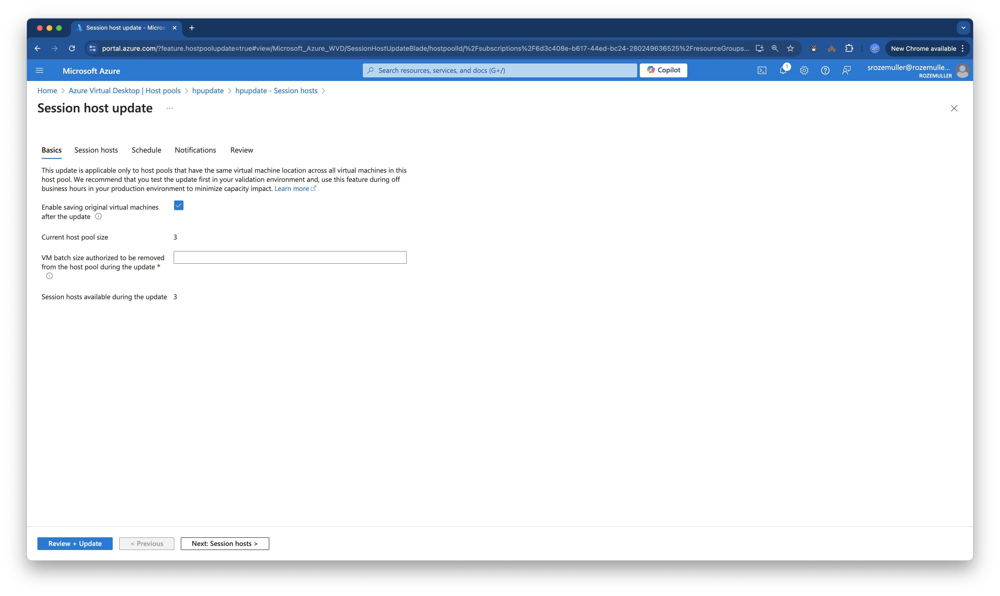 Session host update - Micros
New Chrome available
portal.azure.com/?feature.hostpoolupdate=true#view/Microsoft_Azure_WVD/SessionHostUpdateBlade/hostpoolId/%2Fsubscriptions%2F6d3c408e-b617-44ed-bc24-280249636525%2FresourceGroups...
Microsoft Azure
Search resources, services, and docs (G+/)
Copilot
1
srozemuller@rozemulle...
ROZEMULLER
Home > Azure Virtual Desktop | Host pools > hpupdate > hpupdate - Session hosts >
Session host update ...
Basics Session hosts Schedule Notifications Review
This update is applicable only to host pools that have the same virtual machine location across all virtual machines in this
host pool. We recommend that you test the update first in your validation environment and, use this feature during off
business hours in your production environment to minimize capacity impact. Learn more
Enable saving original virtual machines
after the update
Current host pool size 3
VM batch size authorized to be removed
from the host pool during the update *
Session hosts available during the update 3
Review + Update < Previous Next: Session hosts >